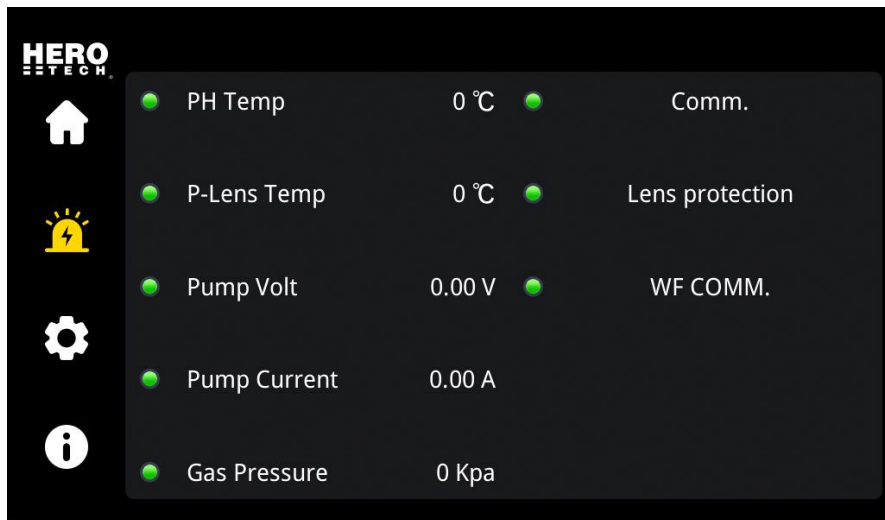 HERO
TECH®
PH Temp 0 ℃ Comm.
P-Lens Temp 0 ℃ Lens protection
Pump Volt 0.00 V WF COMM.
Pump Current 0.00 A
Gas Pressure 0 Kpa